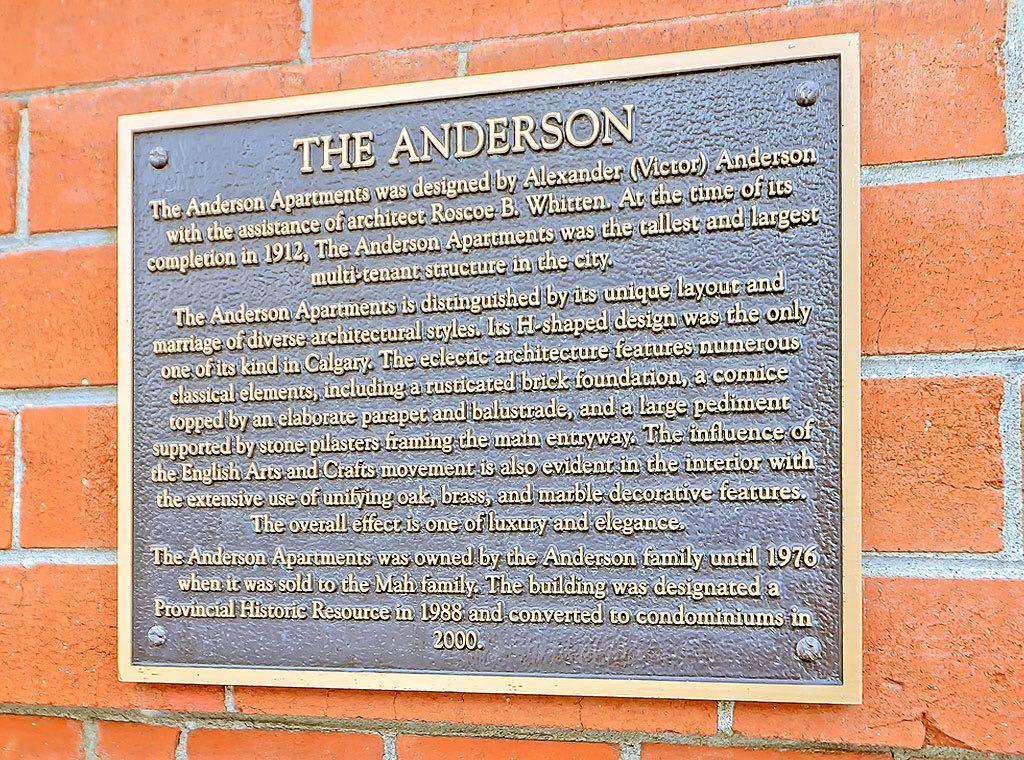 THE ANDERSON
The Anderson Apartments was designed by Alexander (Victor) Anderson
with the assistance of architect Roscoe B. Whitten. At the time of its
completion in 1912, The Anderson Apartments was the tallest and largest
multi-tenant structure in the city.
The Anderson Apartments is distinguished by its unique layout and
marriage of diverse architectural styles. Its H-shaped design was the only
one of its kind in Calgary. The eclectic architecture features numerous
classical elements, including a rusticated brick foundation, a cornice
topped by an elaborate parapet and balustrade, and a large pediment
supported by stone pilasters framing the main entryway. The influence of
the English Arts and Crafts movement is also evident in the interior with
the extensive use of unifying oak, brass, and marble decorative features.
The overall effect is one of luxury and elegance.
The Anderson Apartments was owned by the Anderson family until 1976
when it was sold to the Mah family. The building was designated a
Provincial Historic Resource in 1988 and converted to condominiums in
2000.